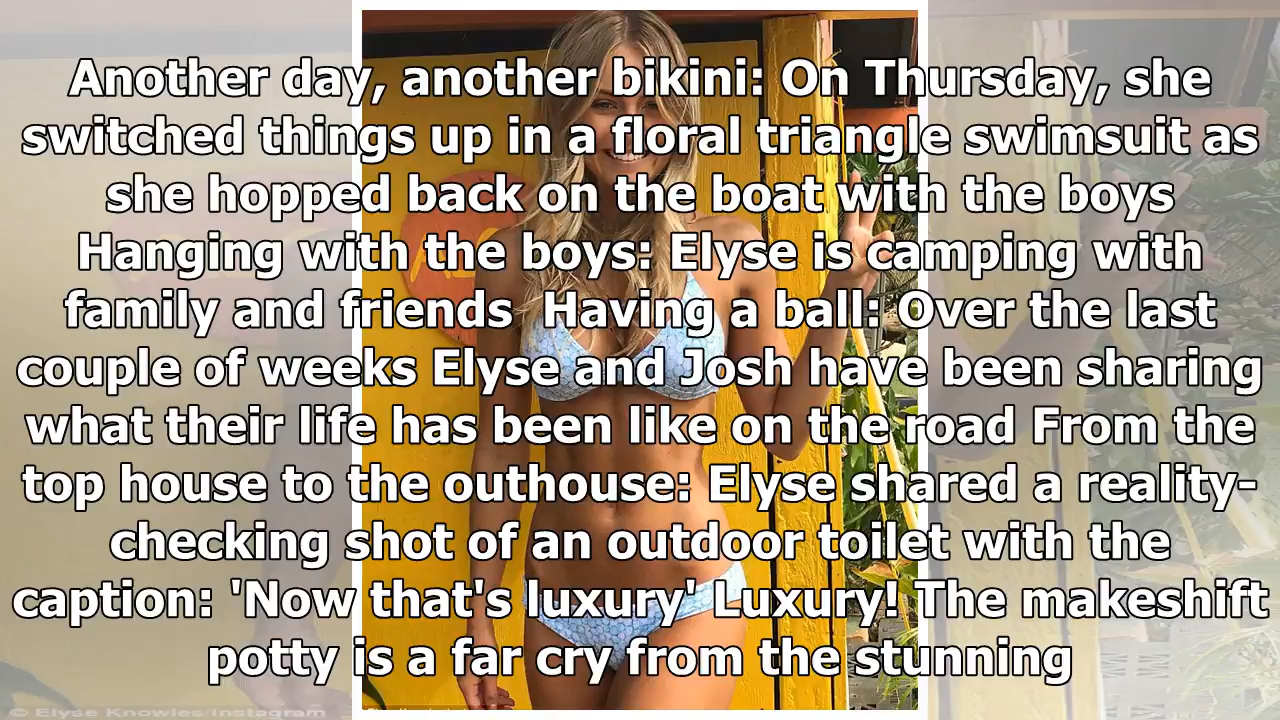 Another day, another bikini: On Thursday, she
switched things up in a floral triangle swimsuit as
she hopped back on the boat with the boys
Hanging with the boys: Elyse is camping with
family and friends  Having a ball: Over the last
couple of weeks Elyse and Josh have been sharing
what their life has been like on the road From the
top house to the outhouse: Elyse shared a reality-
checking shot of an outdoor toilet with the
caption: 'Now that's luxury' Luxury! The makeshift
potty is a far cry from the stunning
© Elyse Knowles/Instagram